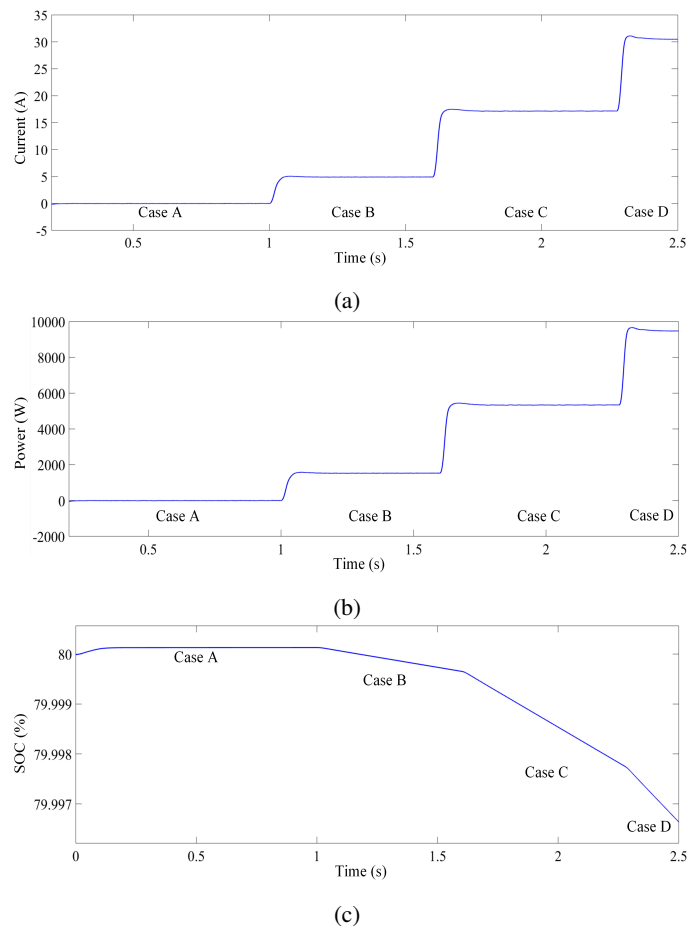 35
30
25
20
15
10
5
0
-5
Current (A)
Case A
Case B
Case C
Case D
0.5
1
1.5
2
2.5
Time (s)
(a)
10000
8000
6000
4000
2000
0
-2000
Power (W)
Case A
Case B
Case C
Case D
0.5
1
1.5
2
2.5
Time (s)
(b)
80
79.999
79.998
79.997
SOC (%)
Case A
Case B
Case C
Case D
0
0.5
1
1.5
2
2.5
Time (s)
(c)